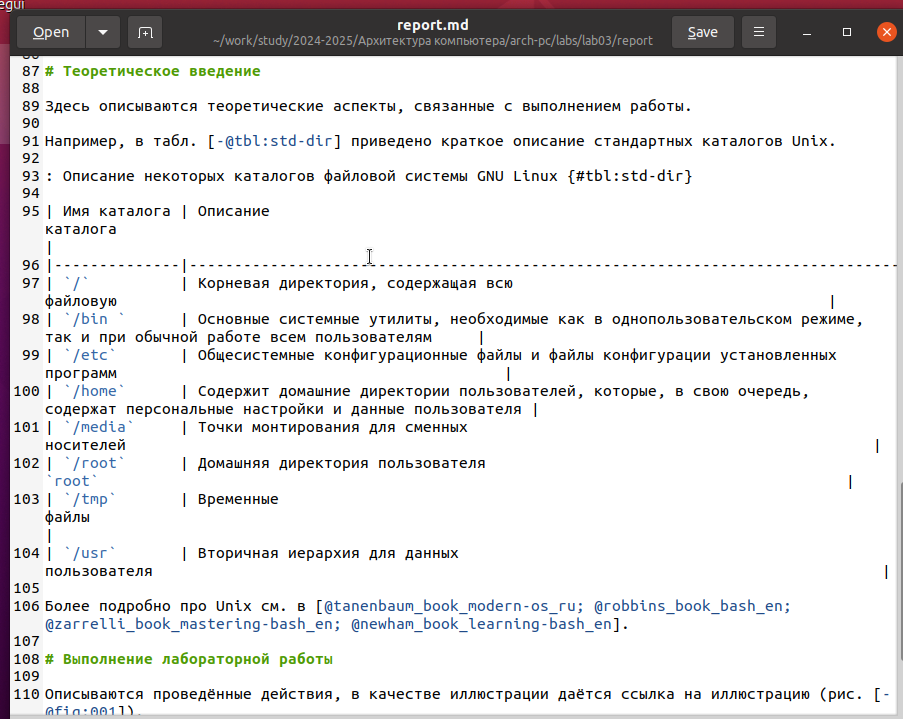 egui
Open
report.md
~/work/study/2024-2025/Архитектура компьютера/arch-pc/labs/lab03/report
Save
86
87 # Теоретическое введение
88
89 Здесь описываются теоретические аспекты, связанные с выполнением работы.
90
91 Например, в табл. [-@tbl:std-dir] приведено краткое описание стандартных каталогов Unix.
92
93 : Описание некоторых каталогов файловой системы GNU Linux {#tbl:std-dir}
94
95 | Имя каталога | Описание
каталога
|
96 |--------------|-------------------------------------------------------------------------------
97 | `/`          | Корневая директория, содержащая всю
файловую                                                                               |
98 | `/bin `      | Основные системные утилиты, необходимые как в однопользовательском режиме,
так и при обычной работе всем пользователям     |
99 | `/etc`       | Общесистемные конфигурационные файлы и файлы конфигурации установленных
программ                                           |
100 | `/home`      | Содержит домашние директории пользователей, которые, в свою очередь,
содержат персональные настройки и данные пользователя |
101 | `/media`     | Точки монтирования для сменных
носителей                                                                                   |
102 | `/root`      | Домашняя директория пользователя
`root`                                                                                   |
103 | `/tmp`       | Временные
файлы
|
104 | `/usr`       | Вторичная иерархия для данных
пользователя                                                                                 |
105
106 Более подробно про Unix см. в [@tanenbaum_book_modern-os_ru; @robbins_book_bash_en;
@zarrelli_book_mastering-bash_en; @newham_book_learning-bash_en].
107
108 # Выполнение лабораторной работы
109
110 Описываются проведённые действия, в качестве иллюстрации даётся ссылка на иллюстрацию (рис. [-
@fig:001]).